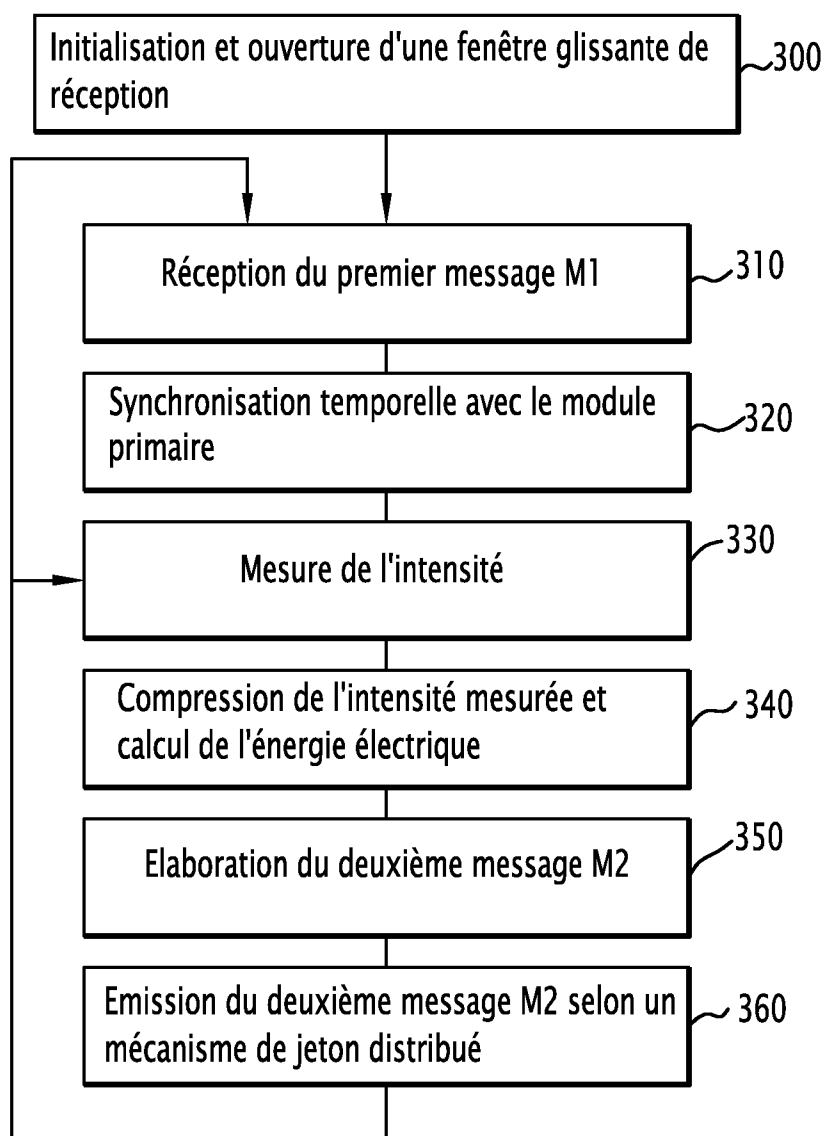 Initialisation et ouverture d'une fenêtre glissante de
réception
300
Réception du premier message M1
310
Synchronisation temporelle avec le module
primaire
320
Mesure de l'intensité
330
Compression de l'intensité mesurée et
calcul de l'énergie électrique
340
Elaboration du deuxième message M2
350
Emission du deuxième message M2 selon un
mécanisme de jeton distribué
360